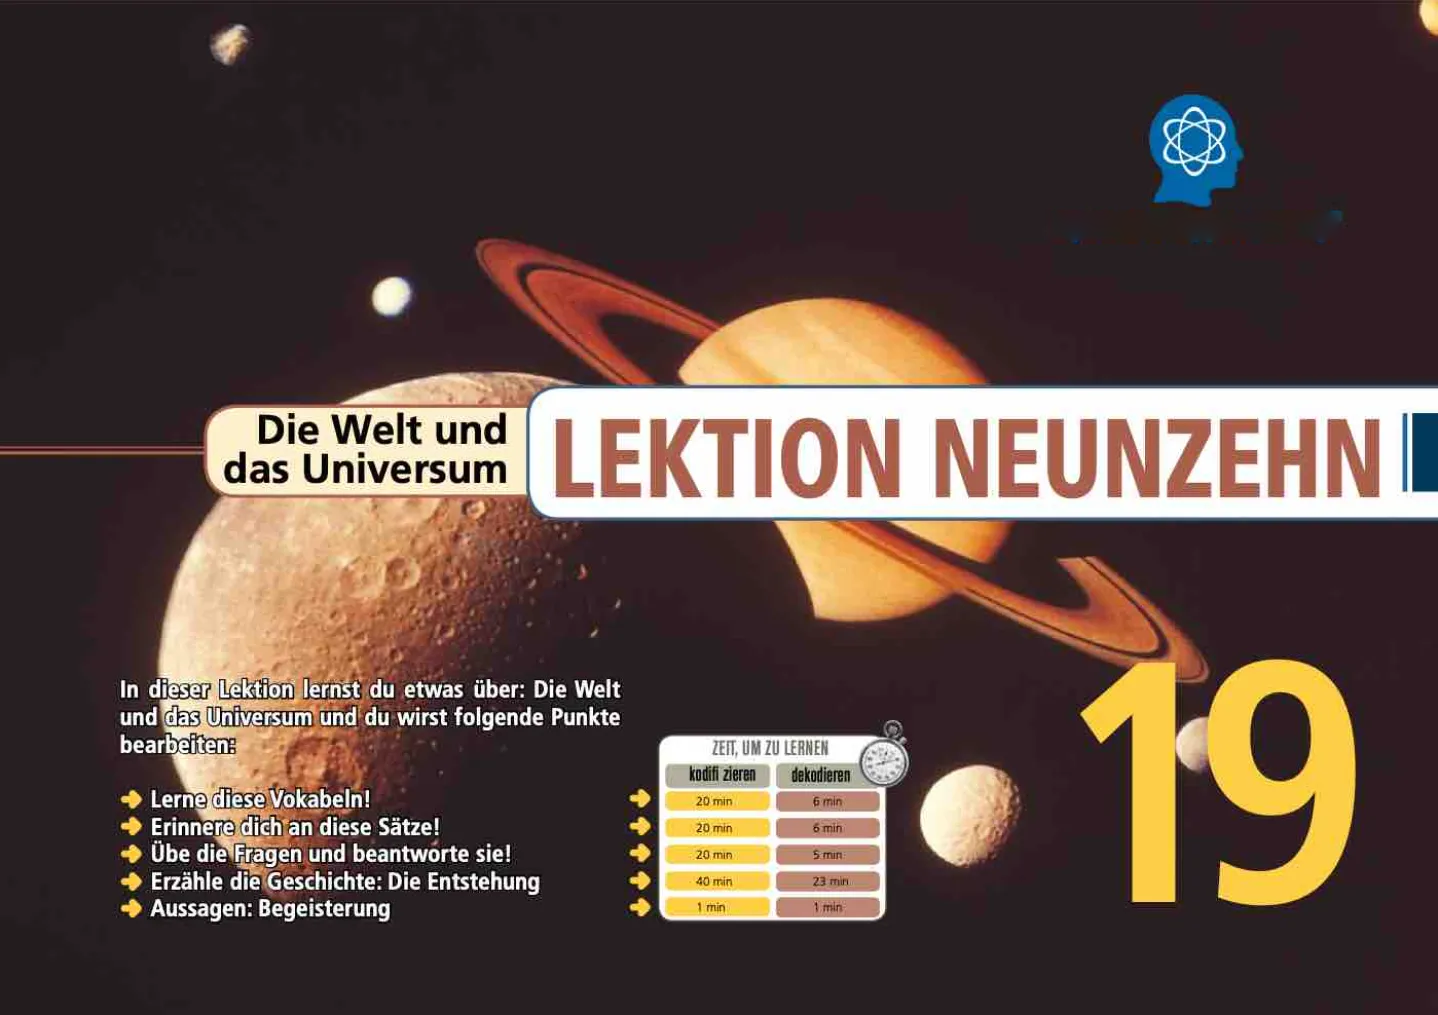 Die Welt und
das Universum
LEKTION NEUNZEHN
In dieser Lektion lernst du etwas über: Die Welt
und das Universum und du wirst folgende Punkte
bearbeiten:
Lerne diese Vokabeln!
Erinnere dich an diese Sätze!
Übe die Fragen und beantworte sie!
Erzähle die Geschichte: Die Entstehung
Aussagen: Begeisterung
ZEIT, UM ZU LERNEN
kodifi zieren dekodieren
20 min 6 min
20 min 6 min
20 min 5 min
40 min 23 min
1 min 1 min
19